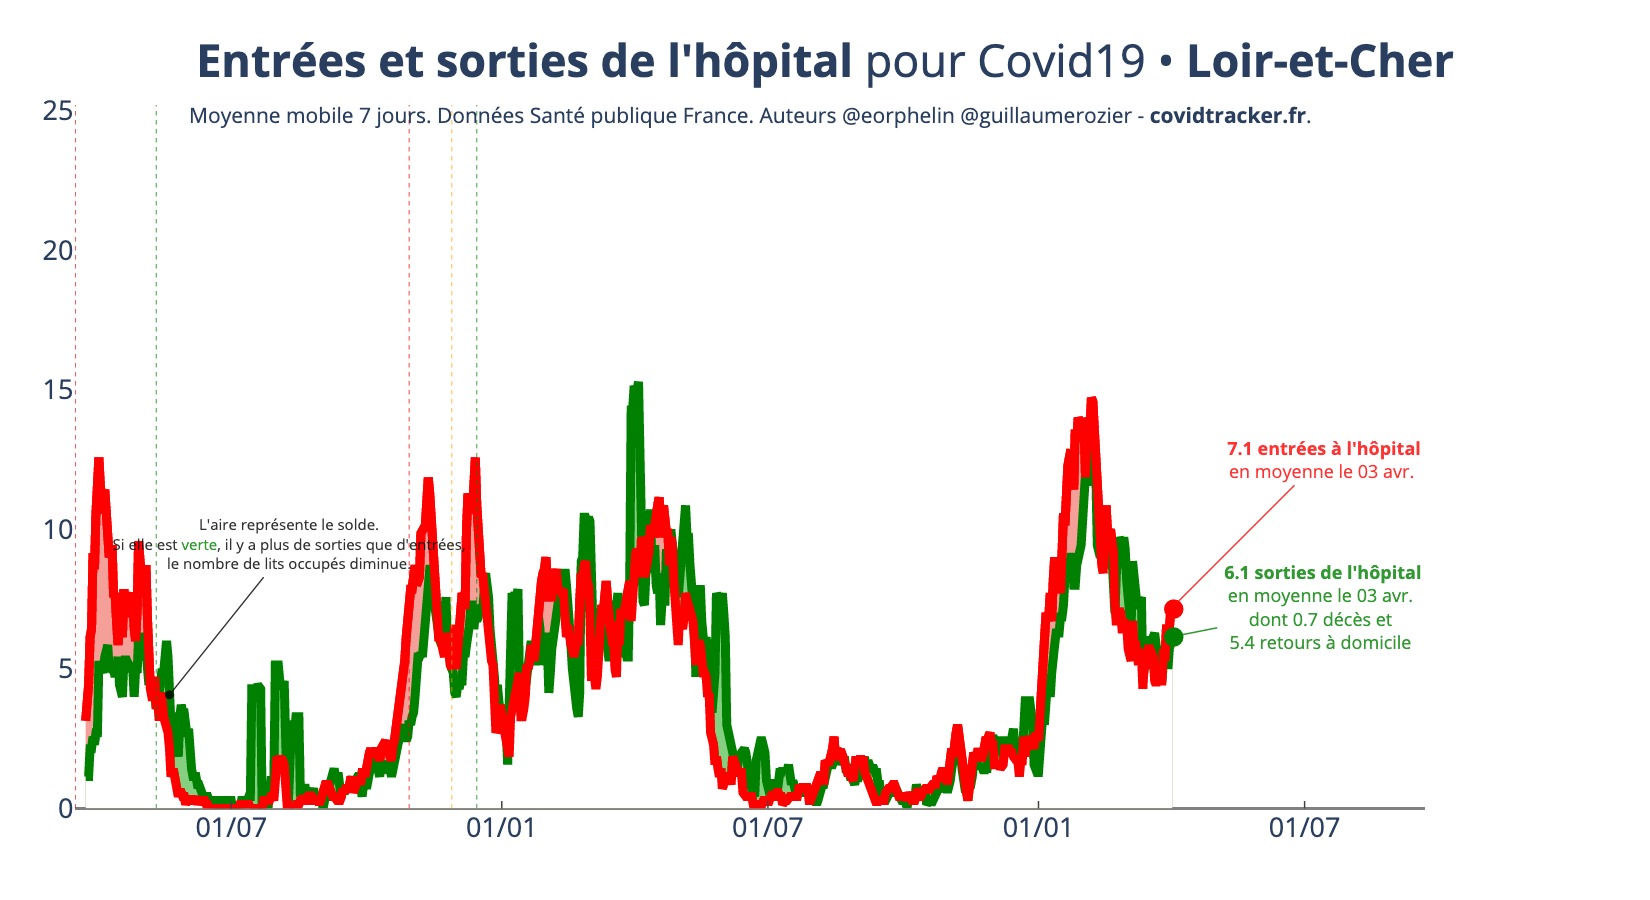 Entrées et sorties de l'hôpital pour Covid19 • Loir-et-Cher
Moyenne mobile 7 jours. Données Santé publique France. Auteurs @eorphelin @guillaumerozier - covidtracker.fr.
25
20
15
10
5
0
L'aire représente le solde.
Si elle est verte, il y a plus de sorties que d'entrées,
le nombre de lits occupés diminue.
7.1 entrées à l'hôpital
en moyenne le 03 avr.
6.1 sorties de l'hôpital
en moyenne le 03 avr.
dont 0.7 décès et
5.4 retours à domicile
01/07
01/01
01/07
01/01
01/07